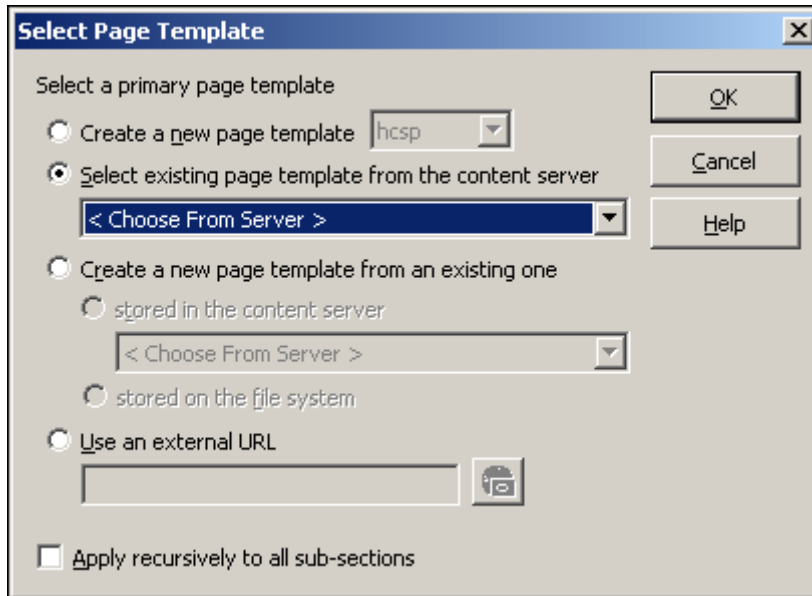 Select Page Template
Select a primary page template
Create a new page template hcsp
Select existing page template from the content server
< Choose From Server >
Create a new page template from an existing one
stored in the content server
< Choose From Server >
stored on the file system
Use an external URL
Apply recursively to all sub-sections
OK
Cancel
Help